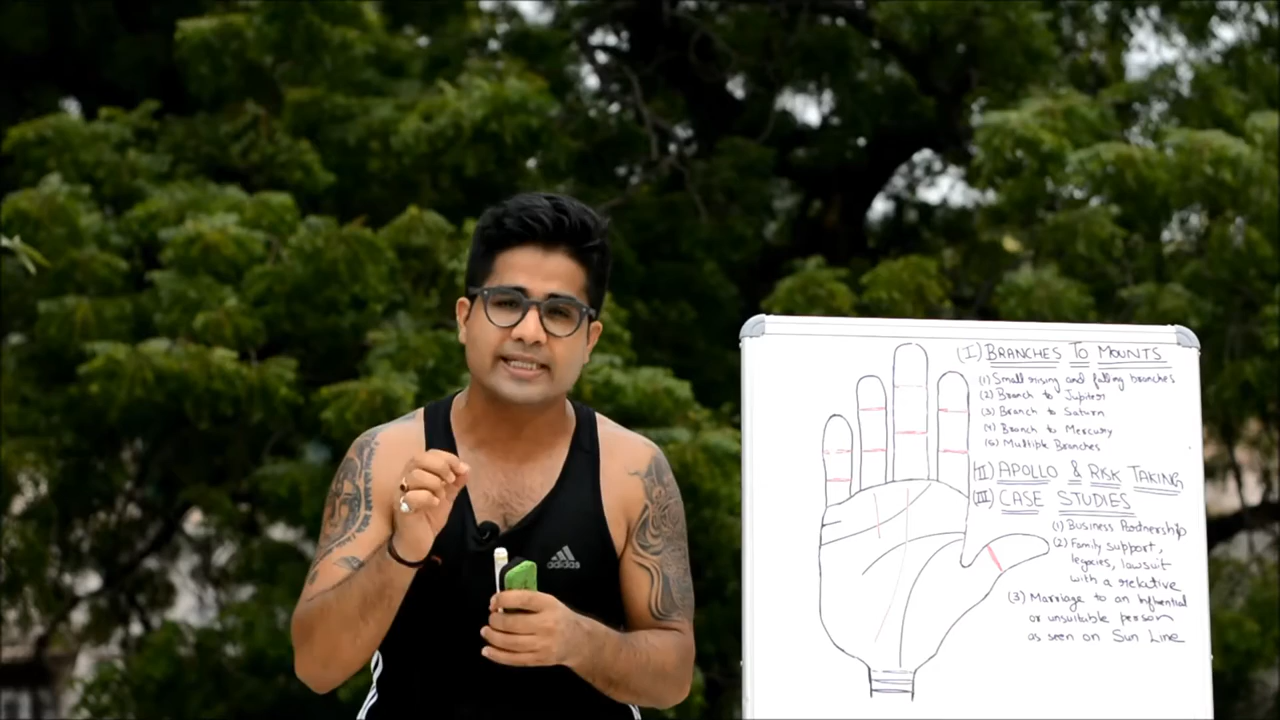 adidas
(I) BRANCHES TO MOUNTS
(1) Small rising and falling branches
(2) Branch to Jupiter
(3) Branch to Saturn
(4) Branch to Mercury
(5) Multiple Branches
(II) APOLLO & RISK TAKING
(III) CASE STUDIES
(1) Business Partnership
(2) Family support,
legacies, lawsuit
with a relative
(3) Marriage to an influential
or unsuitable person
as seen on Sun Line